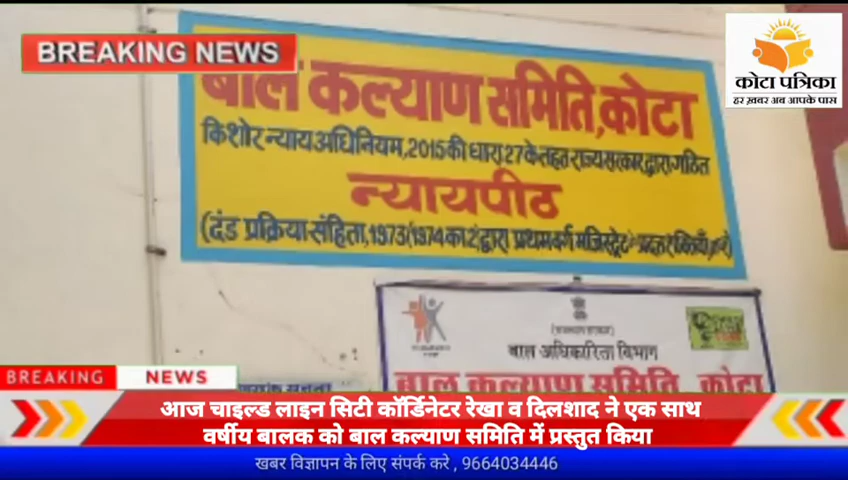 BREAKING NEWS
कोटा पत्रिका
हर ख़बर अब आपके पास
बाल कल्याण समिति,कोटा
किशोर न्याय अधिनियम,2015 की धारा 27 के तहत राज्य सरकार द्वारा गठित
न्यायपीठ
(दंड प्रक्रिया संहिता,1973/1974 का 2 द्वारा प्रथम वर्ग मजिस्ट्रेट
(राजस्थान सरकार)
बाल अधिकारिता विभाग
बाल कल्याण समिति, कोटा
BREAKING NEWS
आज चाइल्ड लाइन सिटी कॉर्डिनेटर रेखा व दिलशाद ने एक साथ
वर्षीय बालक को बाल कल्याण समिति में प्रस्तुत किया
खबर विज्ञापन के लिए संपर्क करे , 9664034446